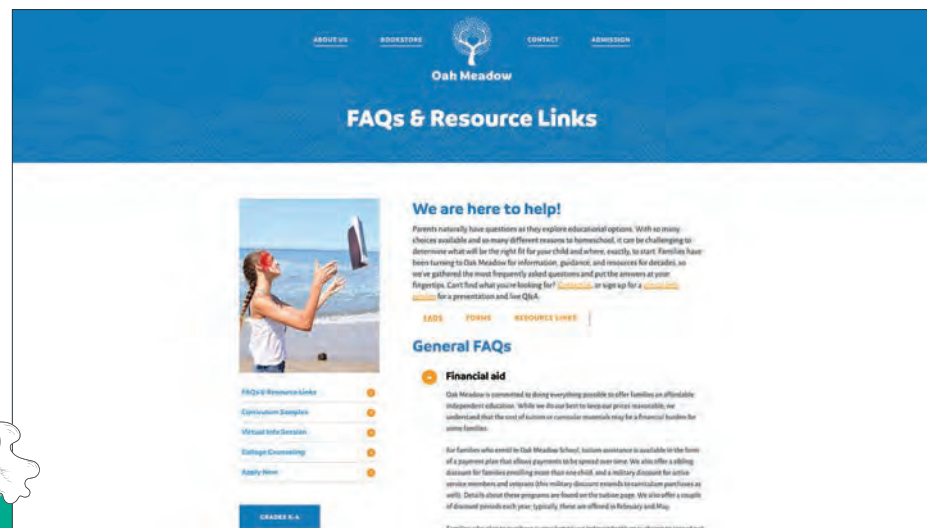 ABOUT US
BOOKSTORE
CONTACT
ADMISSION
Oak Meadow
FAQs & Resource Links
We are here to help!
Parents naturally have questions as they explore educational options. With so many
choices available and so many different reasons to homeschool, it can be challenging to
determine what will be the right fit for your child and where, exactly, to start. Families have
been turning to Oak Meadow for information, guidance, and resources for decades, so
we've gathered the most frequently asked questions and put the answers at your
fingertips. Can't find what you're looking for? Contact us, or sign up for a virtual info
session for a presentation and live Q&A.
FAQS
FORMS
RESOURCE LINKS
General FAQs
Financial aid
Oak Meadow is committed to doing everything possible to offer families an affordable
independent education. While we do our best to keep our prices reasonable, we
understand that the cost of tuition or curricular materials may be a financial burden for
some families.
For families who enroll in Oak Meadow School, tuition assistance is available in the form
of a payment plan that allows payments to be spread over time. We also offer a sibling
discount for families enrolling more than one child, and a military discount for active
service members and veterans (this military discount extends to curriculum purchases as
well). Details about these programs are found on the tuition page. We also offer a couple
of discount periods each year; typically, these are offered in February and May.
FAQs & Resource Links
Curriculum Samples
Virtual Info Session
College Counseling
Apply Now
GRADES K-4